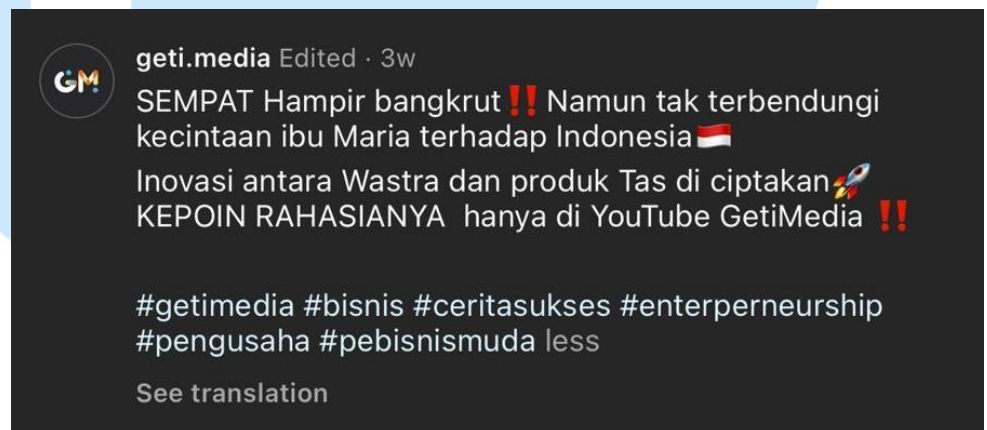 GM
geti.media Edited · 3w
SEMPAT Hampir bangkrut‼️ Namun tak terbendungi
kecintaan ibu Maria terhadap Indonesia🇮🇩
Inovasi antara Wastra dan produk Tas di ciptakan🚀
KEPOIN RAHASIANYA  hanya di YouTube GetiMedia ‼️
#getimedia #bisnis #ceritasukses #enterperneurship
#pengusaha #pebisnismuda less
See translation